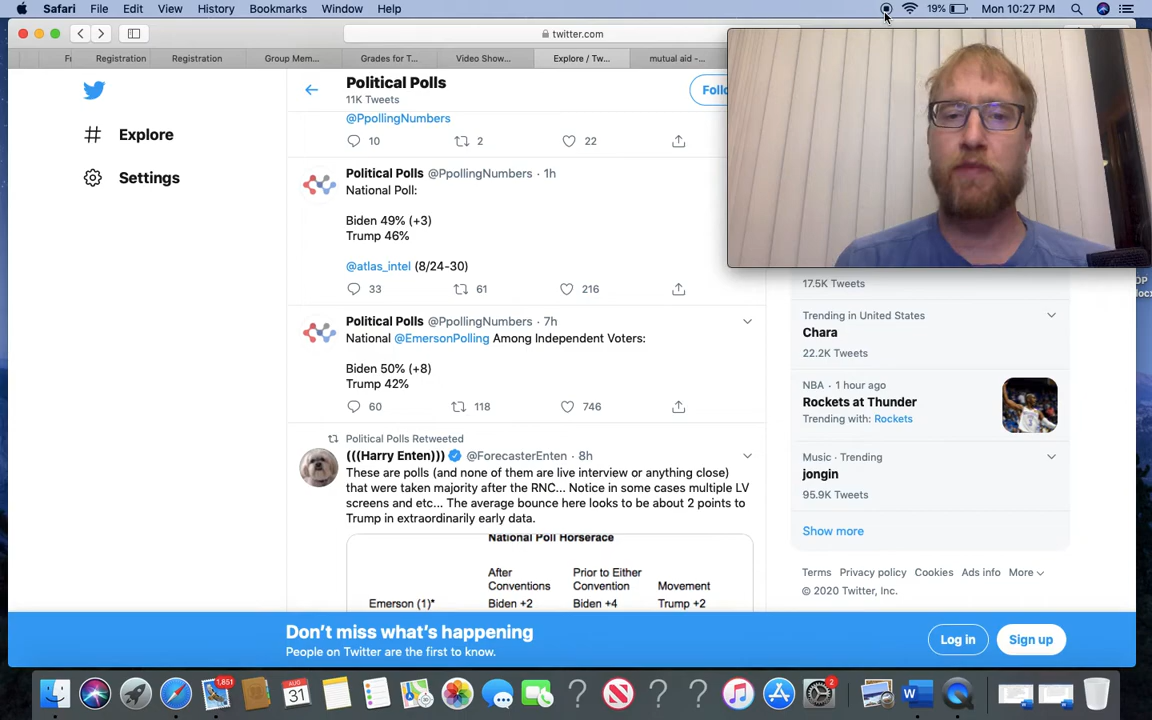 Safari File Edit View History Bookmarks Window Help 19% Mon 10:27 PM
twitter.com
Registration Registration Group Mem... Grades for T... Video Show... Explore / Tw... mutual aid -...
Political Polls
11K Tweets
Explore
Settings
@PpollingNumbers
10 2 22
Political Polls @PpollingNumbers · 1h
National Poll:
Biden 49% (+3)
Trump 46%
@atlas_intel (8/24-30)
33 61 216
Political Polls @PpollingNumbers · 7h
National @EmersonPolling Among Independent Voters:
Biden 50% (+8)
Trump 42%
60 118 746
Political Polls Retweeted
(((Harry Enten))) @ForecasterEnten · 8h
These are polls (and none of them are live interview or anything close)
that were taken majority after the RNC... Notice in some cases multiple LV
screens and etc... The average bounce here looks to be about 2 points to
Trump in extraordinarily early data.
National Poll Horserace
After Prior to Either
Conventions Convention Movement
Emerson (1)* Biden +2 Biden +4 Trump +2
17.5K Tweets
Trending in United States
Chara
22.2K Tweets
NBA · 1 hour ago
Rockets at Thunder
Trending with: Rockets
Music · Trending
jongin
95.9K Tweets
Show more
Terms Privacy policy Cookies Ads info More
© 2020 Twitter, Inc.
Don't miss what's happening
People on Twitter are the first to know.
Log in Sign up
1,851 AUG 31 2